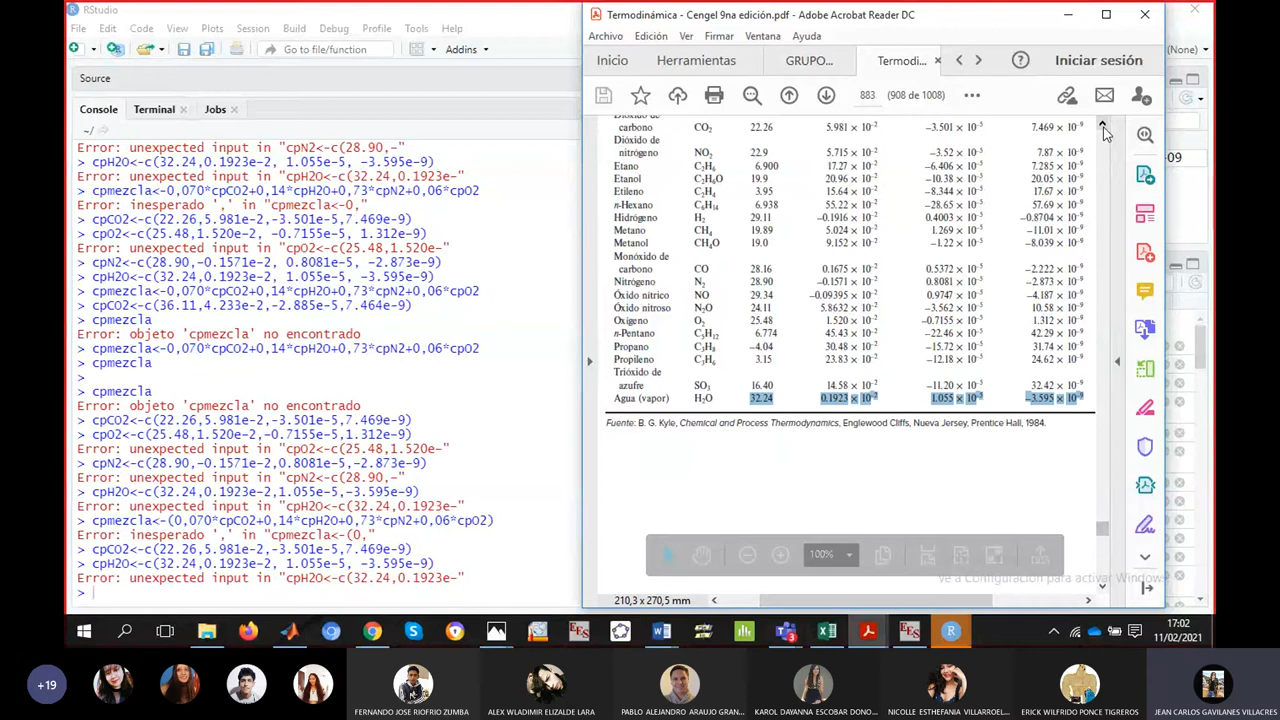 RStudio
File Edit Code View Plots Session Build Debug Profile Tools Help
Go to file/function
Addins
(None)
Source
Console Terminal Jobs
~/
Error: unexpected input in "cpN2<-c(28.90,-"
> cpH2O<-c(32.24,0.1923e-2, 1.055e-5, -3.595e-9)
Error: unexpected input in "cpH2O<-c(32.24,0.1923e-"
> cpmezcla<-0,070*cpCO2+0,14*cpH2O+0,73*cpN2+0,06*cpO2
Error: inesperado ',' in "cpmezcla<-0,"
> cpCO2<-c(22.26,5.981e-2,-3.501e-5,7.469e-9)
> cpO2<-c(25.48,1.520e-2, -0.7155e-5, 1.312e-9)
Error: unexpected input in "cpO2<-c(25.48,1.520e-"
> cpN2<-c(28.90,-0.1571e-2, 0.8081e-5, -2.873e-9)
> cpH2O<-c(32.24,0.1923e-2, 1.055e-5, -3.595e-9)
> cpmezcla<-0,070*cpCO2+0,14*cpH2O+0,73*cpN2+0,06*cpO2
> cpCO2<-c(36.11,4.233e-2,-2.885e-5,7.464e-9)
> cpmezcla
Error: objeto 'cpmezcla' no encontrado
> cpmezcla<-0,070*cpCO2+0,14*cpH2O+0,73*cpN2+0,06*cpO2
> cpmezcla
>
> cpmezcla
Error: objeto 'cpmezcla' no encontrado
> cpCO2<-c(22.26,5.981e-2,-3.501e-5,7.469e-9)
> cpO2<-c(25.48,1.520e-2,-0.7155e-5,1.312e-9)
Error: unexpected input in "cpO2<-c(25.48,1.520e-"
> cpN2<-c(28.90,-0.1571e-2,0.8081e-5,-2.873e-9)
Error: unexpected input in "cpN2<-c(28.90,-"
> cpH2O<-c(32.24,0.1923e-2,1.055e-5,-3.595e-9)
Error: unexpected input in "cpH2O<-c(32.24,0.1923e-"
> cpmezcla<-(0,070*cpCO2+0,14*cpH2O+0,73*cpN2+0,06*cpO2)
Error: inesperado ',' in "cpmezcla<-(0,"
> cpCO2<-c(22.26,5.981e-2,-3.501e-5,7.469e-9)
> cpH2O<-c(32.24,0.1923e-2, 1.055e-5, -3.595e-9)
Error: unexpected input in "cpH2O<-c(32.24,0.1923e-"
>
-09
Termodinámica - Cengel 9na edición.pdf - Adobe Acrobat Reader DC
Archivo Edición Ver Firmar Ventana Ayuda
Inicio Herramientas GRUPO... Termodi... × Iniciar sesión
883 (908 de 1008)
Dióxido de
carbono CO₂ 22.26 5.981 × 10⁻² −3.501 × 10⁻⁵ 7.469 × 10⁻⁹
Dióxido de
nitrógeno NO₂ 22.9 5.715 × 10⁻² −3.52 × 10⁻⁵ 7.87 × 10⁻⁹
Etano C₂H₆ 6.900 17.27 × 10⁻² −6.406 × 10⁻⁵ 7.285 × 10⁻⁹
Etanol C₂H₆O 19.9 20.96 × 10⁻² −10.38 × 10⁻⁵ 20.05 × 10⁻⁹
Etileno C₂H₄ 3.95 15.64 × 10⁻² −8.344 × 10⁻⁵ 17.67 × 10⁻⁹
n-Hexano C₆H₁₄ 6.938 55.22 × 10⁻² −28.65 × 10⁻⁵ 57.69 × 10⁻⁹
Hidrógeno H₂ 29.11 −0.1916 × 10⁻² 0.4003 × 10⁻⁵ −0.8704 × 10⁻⁹
Metano CH₄ 19.89 5.024 × 10⁻² 1.269 × 10⁻⁵ −11.01 × 10⁻⁹
Metanol CH₄O 19.0 9.152 × 10⁻² −1.22 × 10⁻⁵ −8.039 × 10⁻⁹
Monóxido de
carbono CO 28.16 0.1675 × 10⁻² 0.5372 × 10⁻⁵ −2.222 × 10⁻⁹
Nitrógeno N₂ 28.90 −0.1571 × 10⁻² 0.8081 × 10⁻⁵ −2.873 × 10⁻⁹
Óxido nítrico NO 29.34 −0.09395 × 10⁻² 0.9747 × 10⁻⁵ −4.187 × 10⁻⁹
Óxido nitroso N₂O 24.11 5.8632 × 10⁻² −3.562 × 10⁻⁵ 10.58 × 10⁻⁹
Oxígeno O₂ 25.48 1.520 × 10⁻² −0.7155 × 10⁻⁵ 1.312 × 10⁻⁹
n-Pentano C₅H₁₂ 6.774 45.43 × 10⁻² −22.46 × 10⁻⁵ 42.29 × 10⁻⁹
Propano C₃H₈ −4.04 30.48 × 10⁻² −15.72 × 10⁻⁵ 31.74 × 10⁻⁹
Propileno C₃H₆ 3.15 23.83 × 10⁻² −12.18 × 10⁻⁵ 24.62 × 10⁻⁹
Trióxido de
azufre SO₃ 16.40 14.58 × 10⁻² −11.20 × 10⁻⁵ 32.42 × 10⁻⁹
Agua (vapor) H₂O 32.24 0.1923 × 10⁻² 1.055 × 10⁻⁵ −3.595 × 10⁻⁹
Fuente: B. G. Kyle, Chemical and Process Thermodynamics, Englewood Cliffs, Nueva Jersey, Prentice Hall, 1984.
100%
Ve a Configuración para activar Windows.
210,3 x 270,5 mm
17:02
11/02/2021
+19
FERNANDO JOSE RIOFRIO ZUMBA
ALEX WLADIMIR ELIZALDE LARA
PABLO ALEJANDRO ARAUJO GRAN...
KAROL DAYANNA ESCOBAR DONO...
NICOLLE ESTHEFANIA VILLARROEL...
ERICK WILFRIDO PONCE TIGREROS
JEAN CARLOS GAVILANES VILLACRES